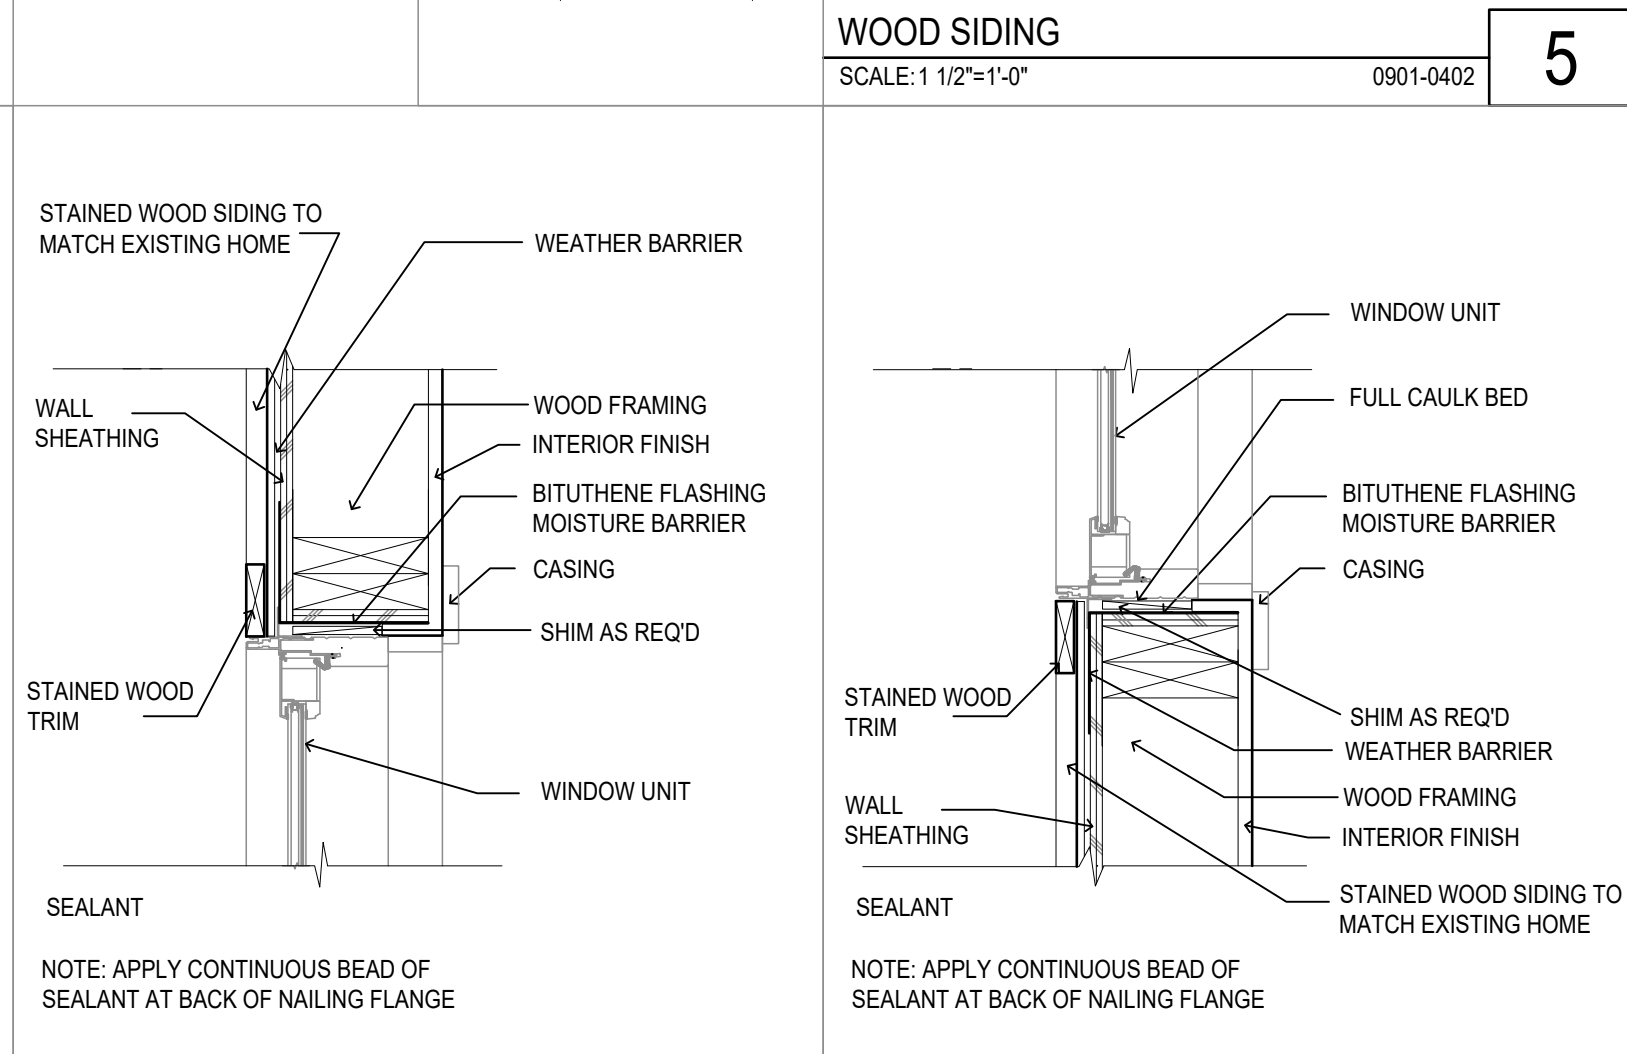 WOOD SIDING
SCALE: 1 1/2"=1'-0"
0901-0402
5
STAINED WOOD SIDING TO
MATCH EXISTING HOME
WEATHER BARRIER
WALL
SHEATHING
WOOD FRAMING
INTERIOR FINISH
BITUTHENE FLASHING
MOISTURE BARRIER
CASING
SHIM AS REQ'D
STAINED WOOD
TRIM
WINDOW UNIT
SEALANT
NOTE: APPLY CONTINUOUS BEAD OF
SEALANT AT BACK OF NAILING FLANGE
WINDOW UNIT
FULL CAULK BED
BITUTHENE FLASHING
MOISTURE BARRIER
CASING
STAINED WOOD
TRIM
SHIM AS REQ'D
WEATHER BARRIER
WOOD FRAMING
WALL
SHEATHING
INTERIOR FINISH
STAINED WOOD SIDING TO
MATCH EXISTING HOME
SEALANT
NOTE: APPLY CONTINUOUS BEAD OF
SEALANT AT BACK OF NAILING FLANGE